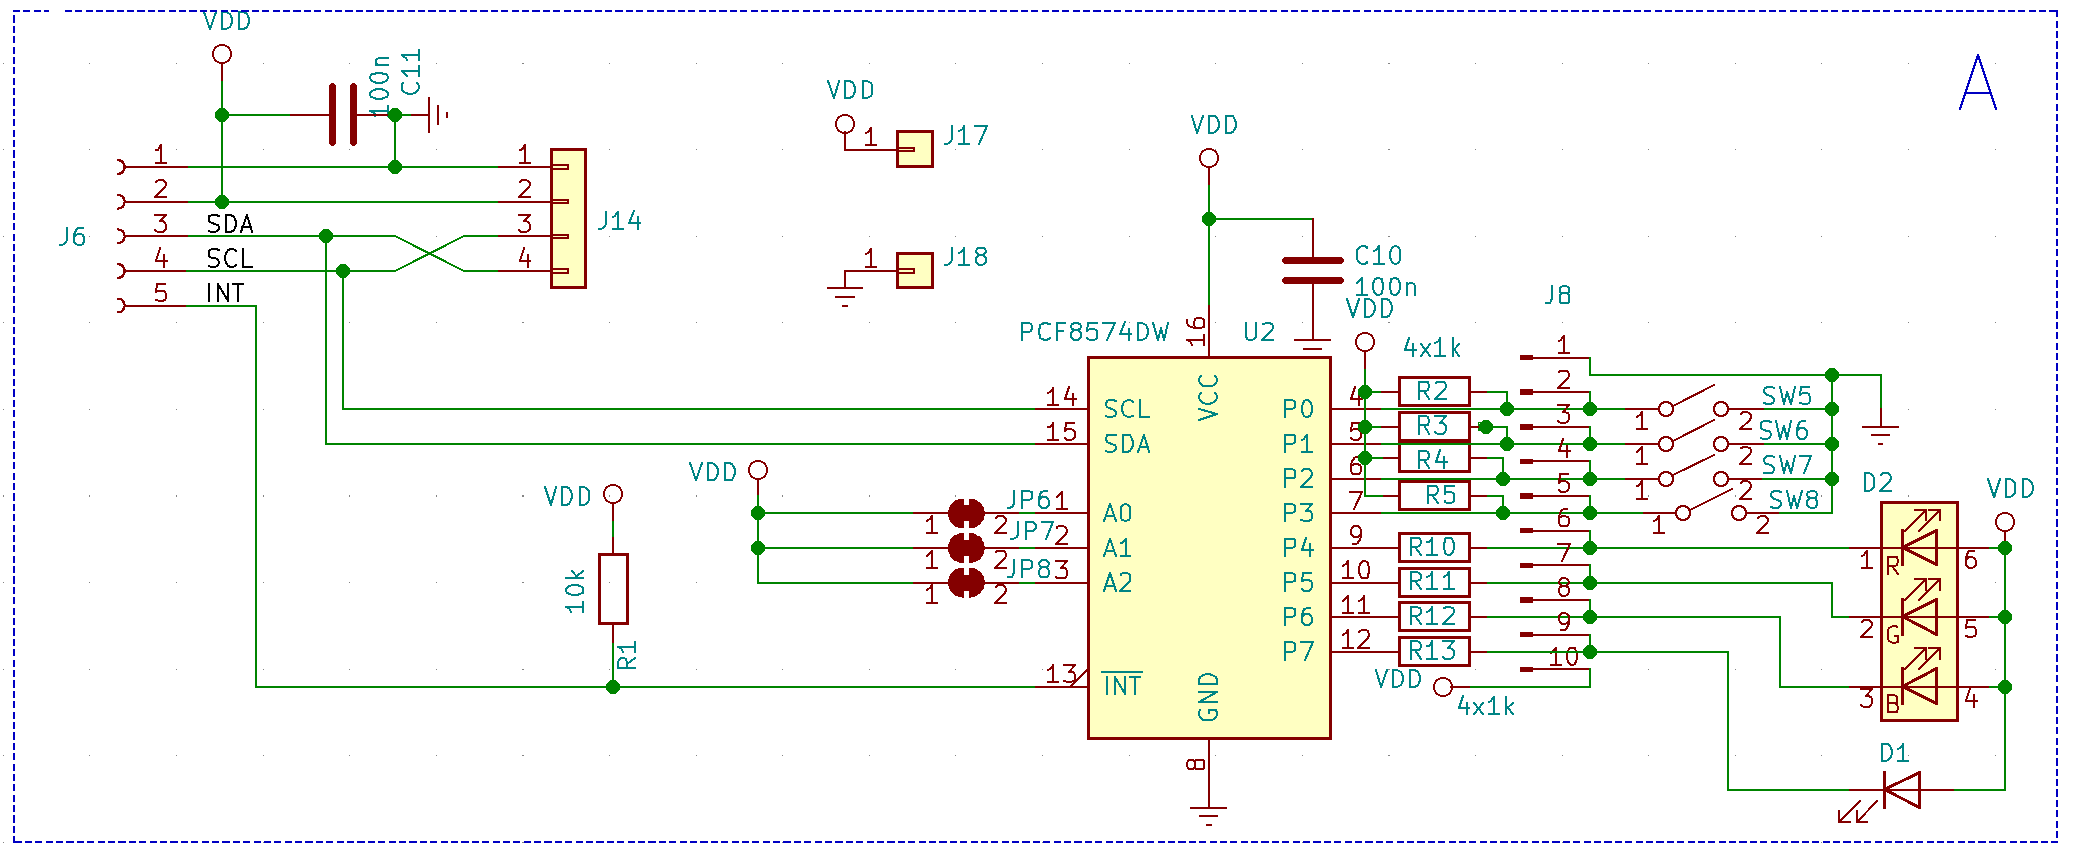 VDD
100n
C11
A
VDD
1
J17
VDD
1
1
2
2
J6
3
SDA
3
J14
4
SCL
4
5
INT
1
J18
C10
100n
VDD
J8
PCF8574DW
U2
16
4x1k
1
VCC
14
SCL
P0
4
R2
2
3
1
2
SW5
15
SDA
P1
5
R3
4
1
2
SW6
VDD
P2
6
R4
5
1
2
SW7
D2
VDD
VDD
JP6
1
2
1
A0
P3
7
R5
6
1
2
SW8
JP7
1
2
2
A1
P4
9
R10
7
1
R
6
JP8
1
2
3
A2
P5
10
R11
8
10k
P6
11
R12
9
2
G
5
R1
P7
12
R13
10
13
INT
GND
VDD
4x1k
3
B
4
8
D1